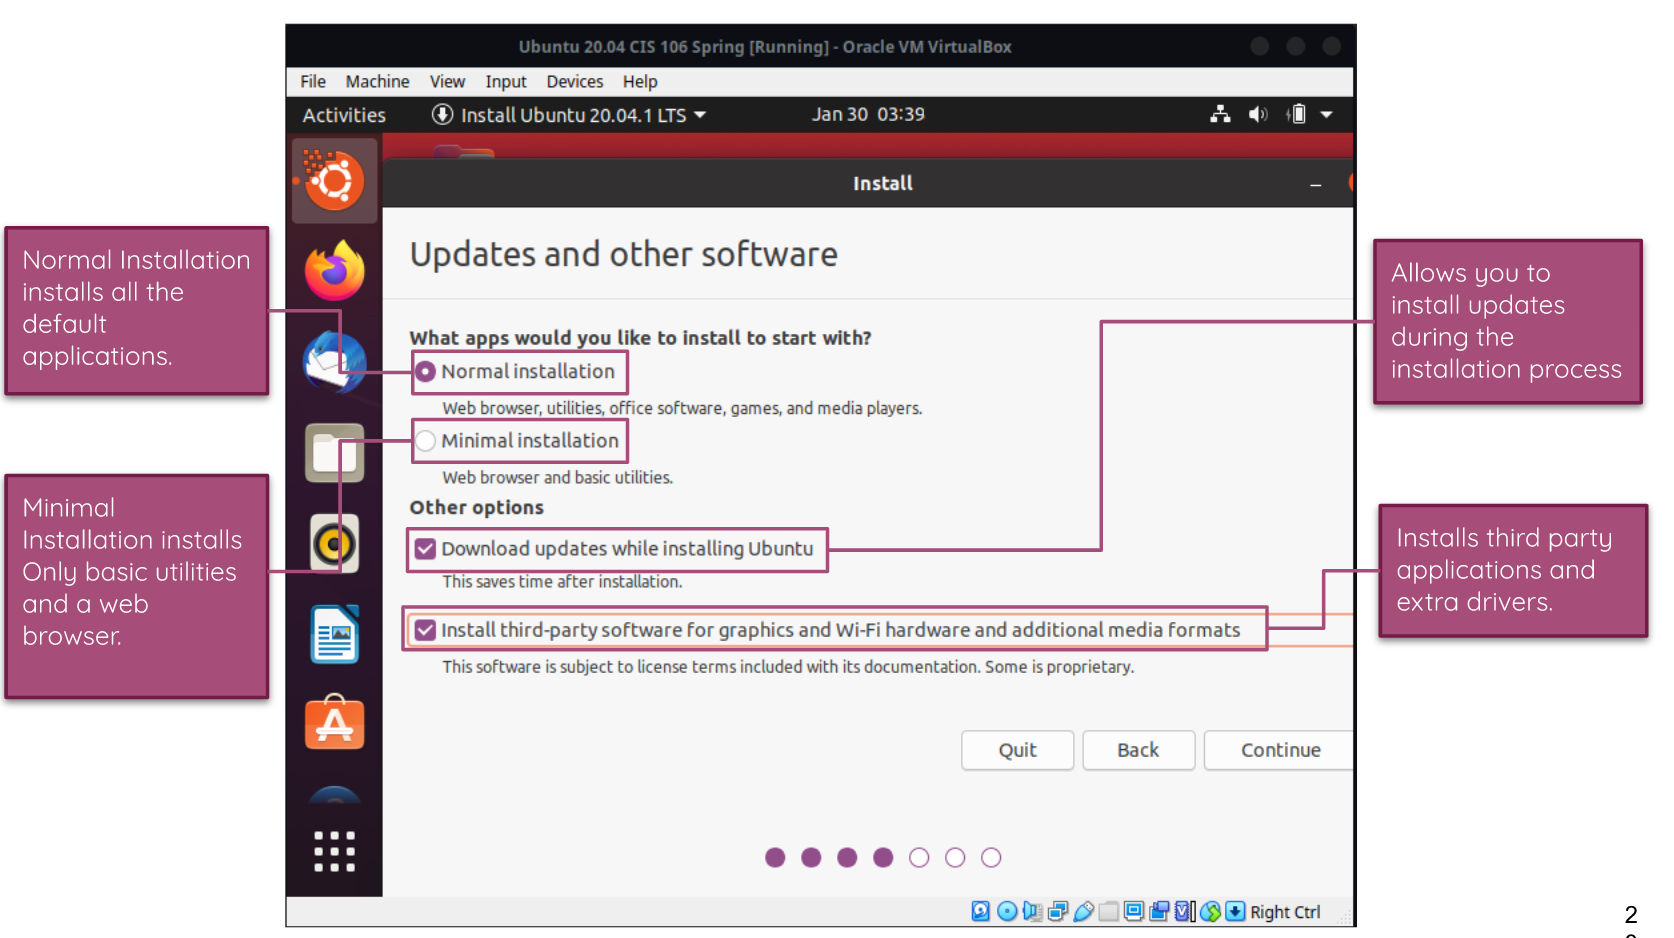 Ubuntu 20.04 CIS 106 Spring [Running] - Oracle VM VirtualBox
File Machine View Input Devices Help
Activities Install Ubuntu 20.04.1 LTS Jan 30 03:39
Install
Updates and other software
What apps would you like to install to start with?
Normal installation
Web browser, utilities, office software, games, and media players.
Minimal installation
Web browser and basic utilities.
Other options
Download updates while installing Ubuntu
This saves time after installation.
Install third-party software for graphics and Wi-Fi hardware and additional media formats
This software is subject to license terms included with its documentation. Some is proprietary.
Quit Back Continue
Right Ctrl
Normal Installation
installs all the
default
applications.
Minimal
Installation installs
Only basic utilities
and a web
browser.
Allows you to
install updates
during the
installation process
Installs third party
applications and
extra drivers.
2